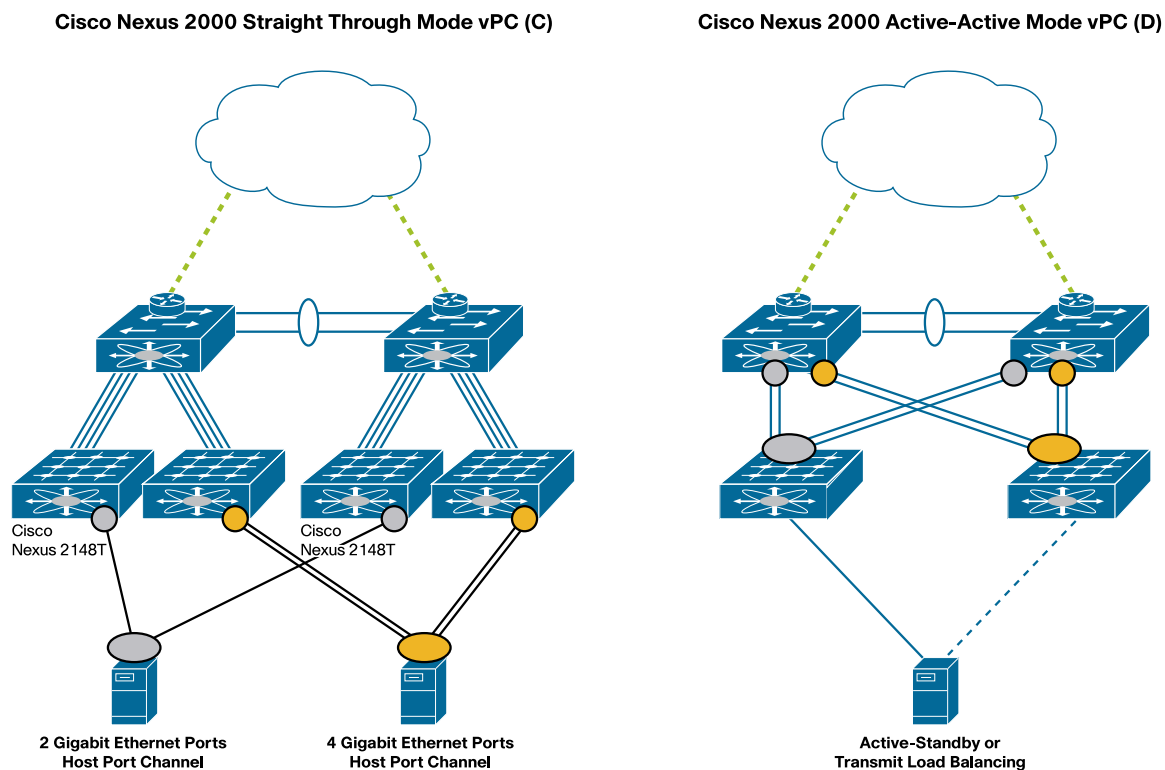 Cisco Nexus 2000 Straight Through Mode vPC (C)
Cisco Nexus 2000 Active-Active Mode vPC (D)
Cisco
Nexus 2148T
Cisco
Nexus 2148T
2 Gigabit Ethernet Ports
Host Port Channel
4 Gigabit Ethernet Ports
Host Port Channel
Active-Standby or
Transmit Load Balancing